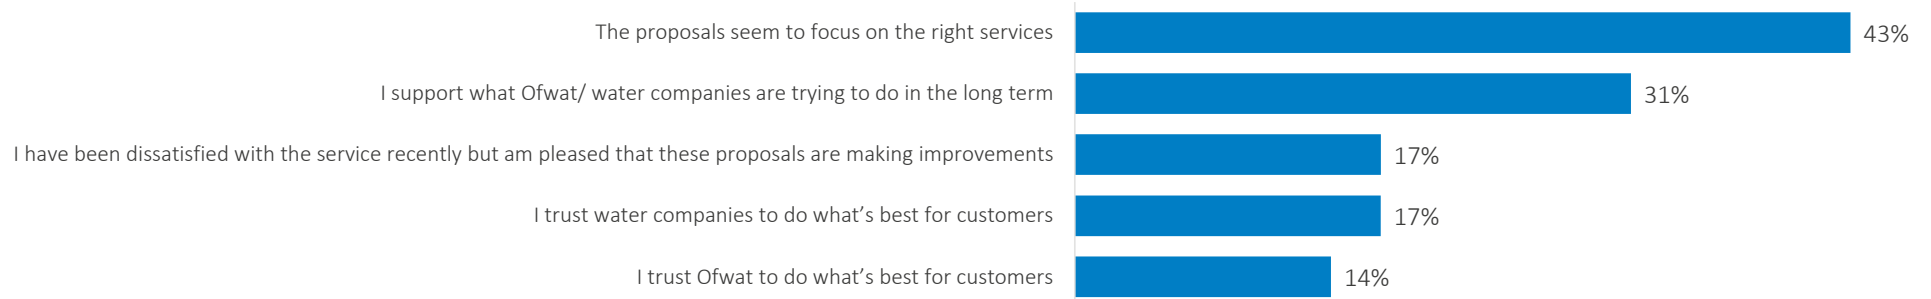 The proposals seem to focus on the right services 43%
I support what Ofwat/ water companies are trying to do in the long term 31%
I have been dissatisfied with the service recently but am pleased that these proposals are making improvements 17%
I trust water companies to do what’s best for customers 17%
I trust Ofwat to do what’s best for customers 14%